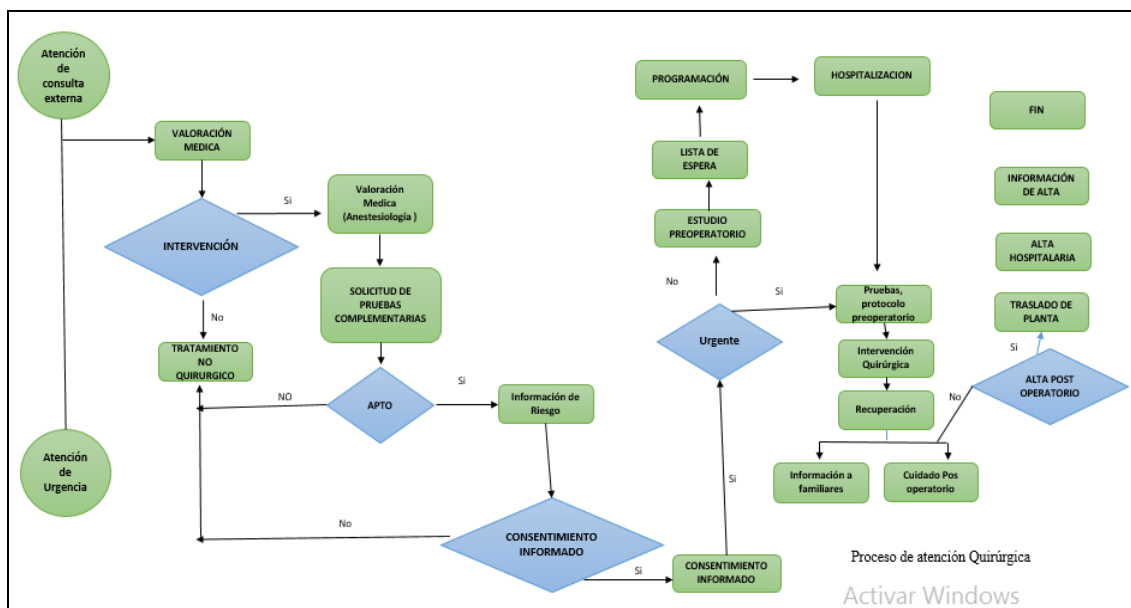 Atención
de
consulta
externa
VALORACIÓN
MEDICA
INTERVENCIÓN
Si
No
TRATAMIENTO
NO
QUIRURGICO
Atención
de
Urgencia
Valoración
Medica
(Anestesiología )
SOLICITUD DE
PRUEBAS
COMPLEMENTARIAS
APTO
NO
Si
Información de
Riesgo
CONSENTIMIENTO
INFORMADO
No
Si
CONSENTIMIENTO
INFORMADO
Si
Urgente
No
Si
ESTUDIO
PREOPERATORIO
LISTA DE
ESPERA
PROGRAMACIÓN
HOSPITALIZACION
Pruebas,
protocolo
preoperatorio
Intervención
Quirúrgica
Recuperación
Información a
familiares
Cuidado Pos
operatorio
No
ALTA POST
OPERATORIO
Si
TRASLADO DE
PLANTA
ALTA
HOSPITALARIA
INFORMACIÓN
DE ALTA
FIN
Proceso de atención Quirúrgica
Activar Windows